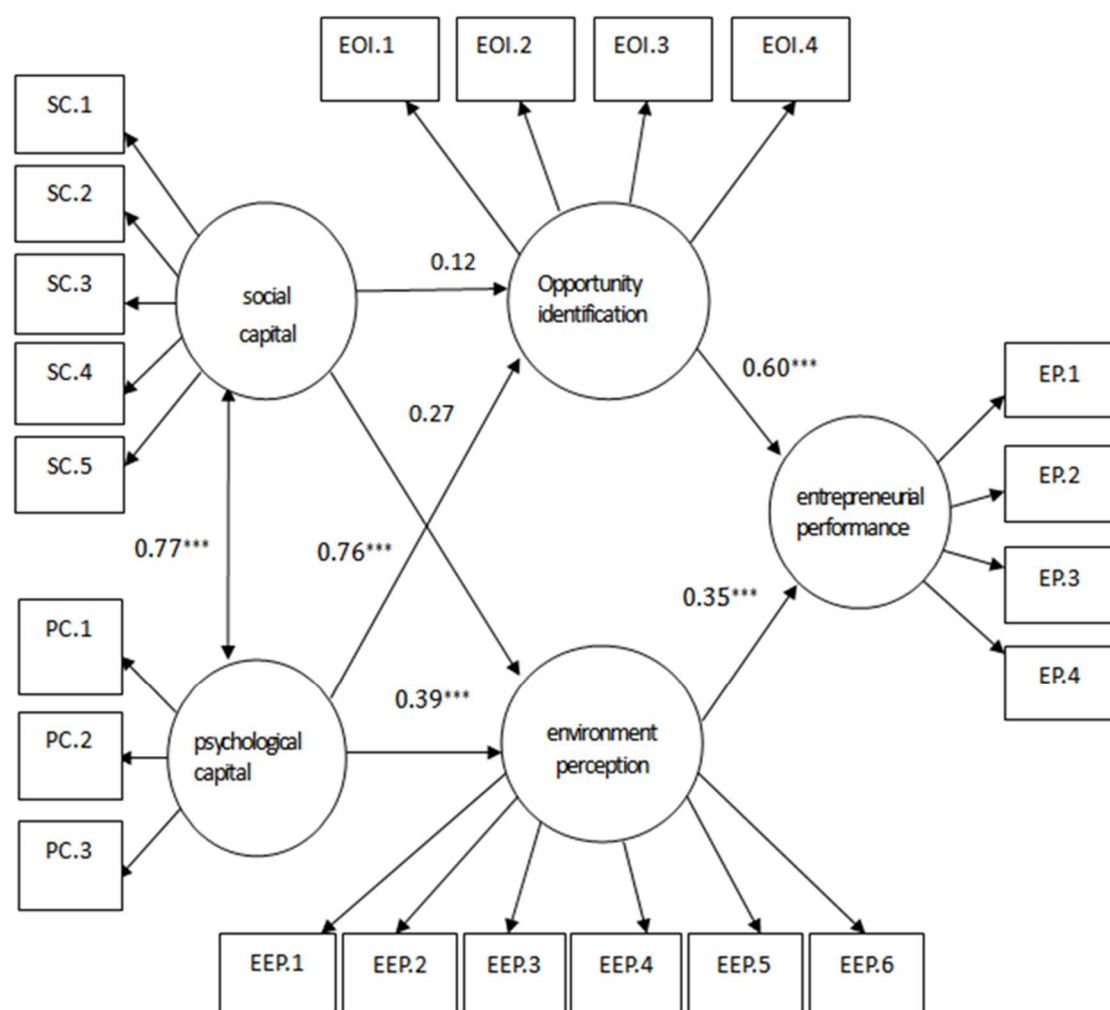 EOI.1
EOI.2
EOI.3
EOI.4
SC.1
SC.2
SC.3
SC.4
SC.5
social
capital
0.12
Opportunity
identification
0.27
0.60***
EP.1
EP.2
EP.3
EP.4
entrepreneurial
performance
0.77***
0.76***
0.35***
PC.1
PC.2
PC.3
psychological
capital
0.39***
environment
perception
EEP.1
EEP.2
EEP.3
EEP.4
EEP.5
EEP.6